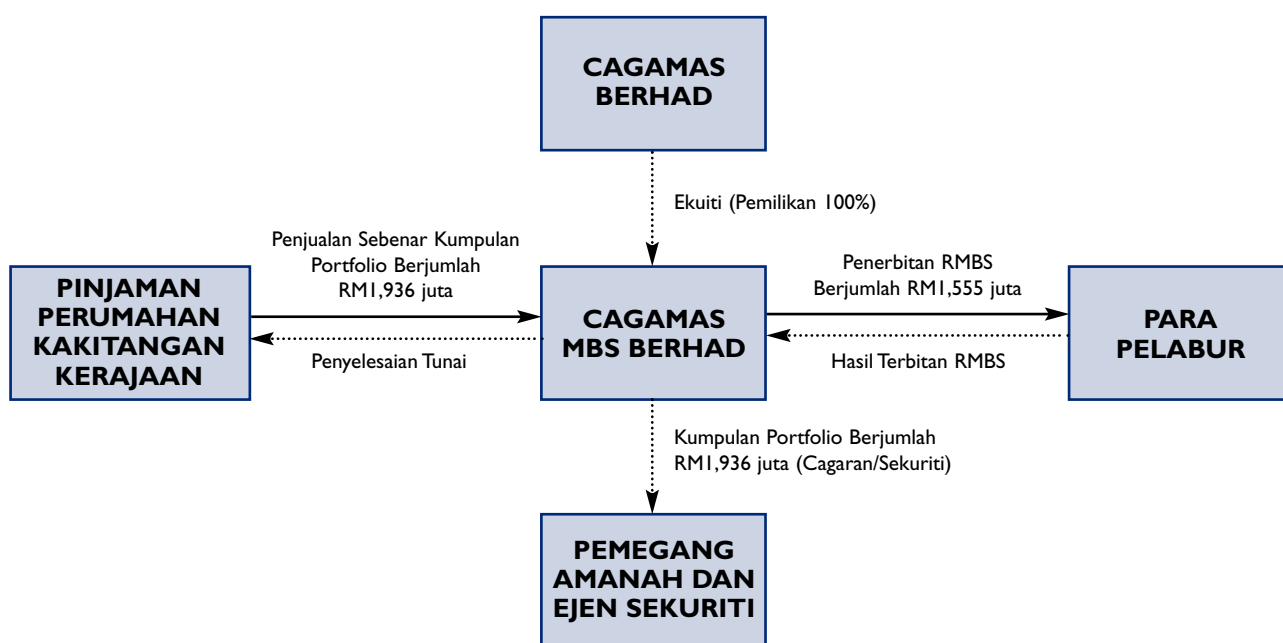 CAGAMAS
BERHAD
Ekuiti (Pemilikan 100%)
Penjualan Sebenar Kumpulan
Portfolio Berjumlah
RM1,936 juta
Penerbitan RMBS
Berjumlah RM1,555 juta
PINJAMAN
PERUMAHAN
KAKITANGAN
KERAJAAN
CAGAMAS
MBS BERHAD
PARA
PELABUR
Penyelesaian Tunai
Hasil Terbitan RMBS
Kumpulan Portfolio Berjumlah
RM1,936 juta (Cagaran/Sekuriti)
PEMEGANG
AMANAH DAN
EJEN SEKURITI